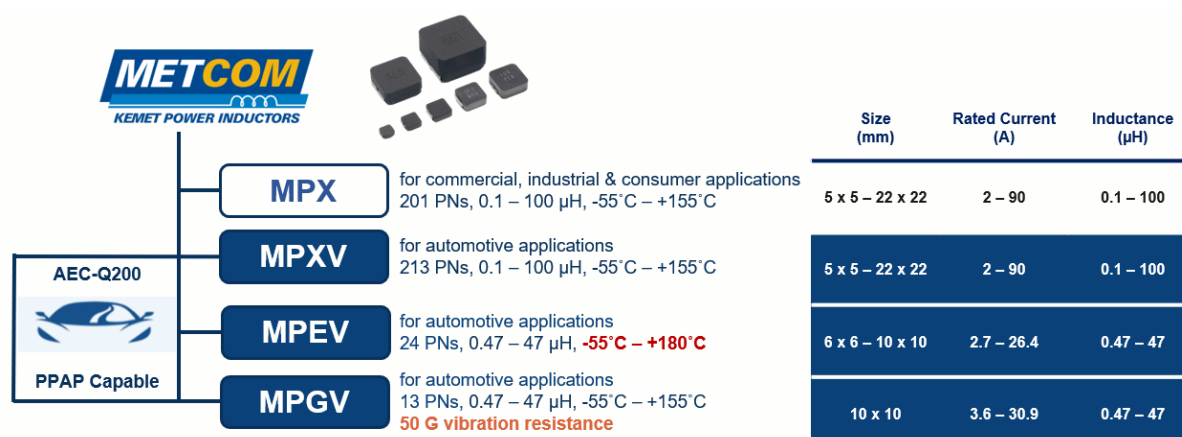 METCOM
KEMET POWER INDUCTORS
Size
(mm)
Rated Current
(A)
Inductance
(µH)
MPX
for commercial, industrial & consumer applications
201 PNs, 0.1 – 100 µH, -55˚C – +155˚C
5 x 5 – 22 x 22
2 – 90
0.1 – 100
AEC-Q200
PPAP Capable
MPXV
for automotive applications
213 PNs, 0.1 – 100 µH, -55˚C – +155˚C
5 x 5 – 22 x 22
2 – 90
0.1 – 100
MPEV
for automotive applications
24 PNs, 0.47 – 47 µH, -55˚C – +180˚C
6 x 6 – 10 x 10
2.7 – 26.4
0.47 – 47
MPGV
for automotive applications
13 PNs, 0.47 – 47 µH, -55˚C – +155˚C
50 G vibration resistance
10 x 10
3.6 – 30.9
0.47 – 47